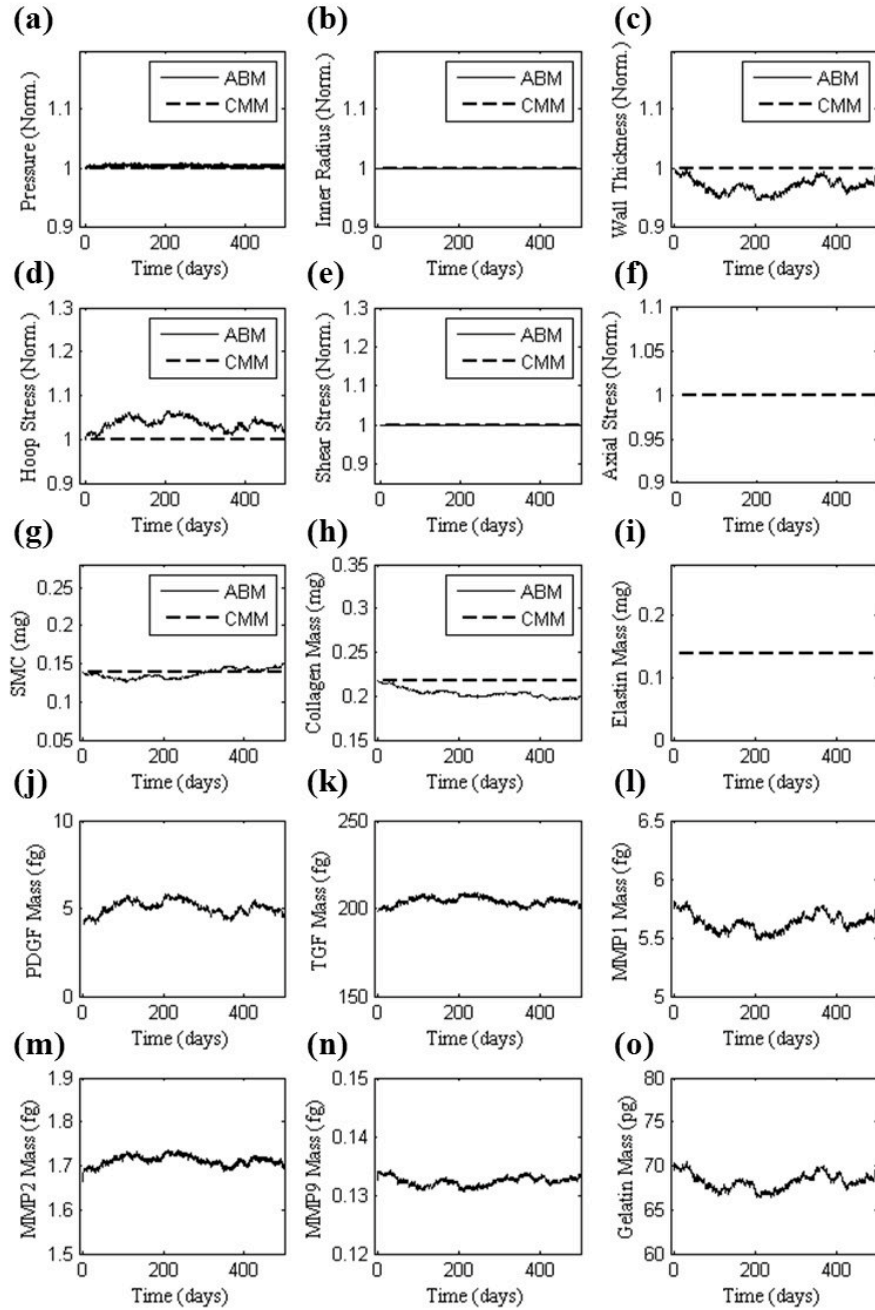 (a)
Pressure (Norm.)
1.1
1
0.9
ABM
CMM
0
200
400
Time (days)
(b)
Inner Radius (Norm.)
1.1
1
0.9
ABM
CMM
0
200
400
Time (days)
(c)
Wall Thickness (Norm.)
1.1
1
0.9
ABM
CMM
0
200
400
Time (days)
(d)
Hoop Stress (Norm.)
1.3
1.2
1.1
1
0.9
ABM
CMM
0
200
400
Time (days)
(e)
Shear Stress (Norm.)
1.3
1.2
1.1
1
0.9
ABM
CMM
0
200
400
Time (days)
(f)
Axial Stress (Norm.)
1.1
1.05
1
0.95
0.9
0
200
400
Time (days)
(g)
SMC (mg)
0.25
0.2
0.15
0.1
0.05
ABM
CMM
0
200
400
Time (days)
(h)
Collagen Mass (mg)
0.35
0.3
0.25
0.2
0.15
ABM
CMM
0
200
400
Time (days)
(i)
Elastin Mass (mg)
0.2
0.1
0
0
200
400
Time (days)
(j)
PDGF Mass (fg)
10
5
0
0
200
400
Time (days)
(k)
TGF Mass (fg)
250
200
150
0
200
400
Time (days)
(l)
MMP1 Mass (fg)
6.5
6
5.5
5
0
200
400
Time (days)
(m)
MMP2 Mass (fg)
1.9
1.8
1.7
1.6
1.5
0
200
400
Time (days)
(n)
MMP9 Mass (fg)
0.15
0.14
0.13
0.12
0
200
400
Time (days)
(o)
Gelatin Mass (pg)
80
75
70
65
60
0
200
400
Time (days)